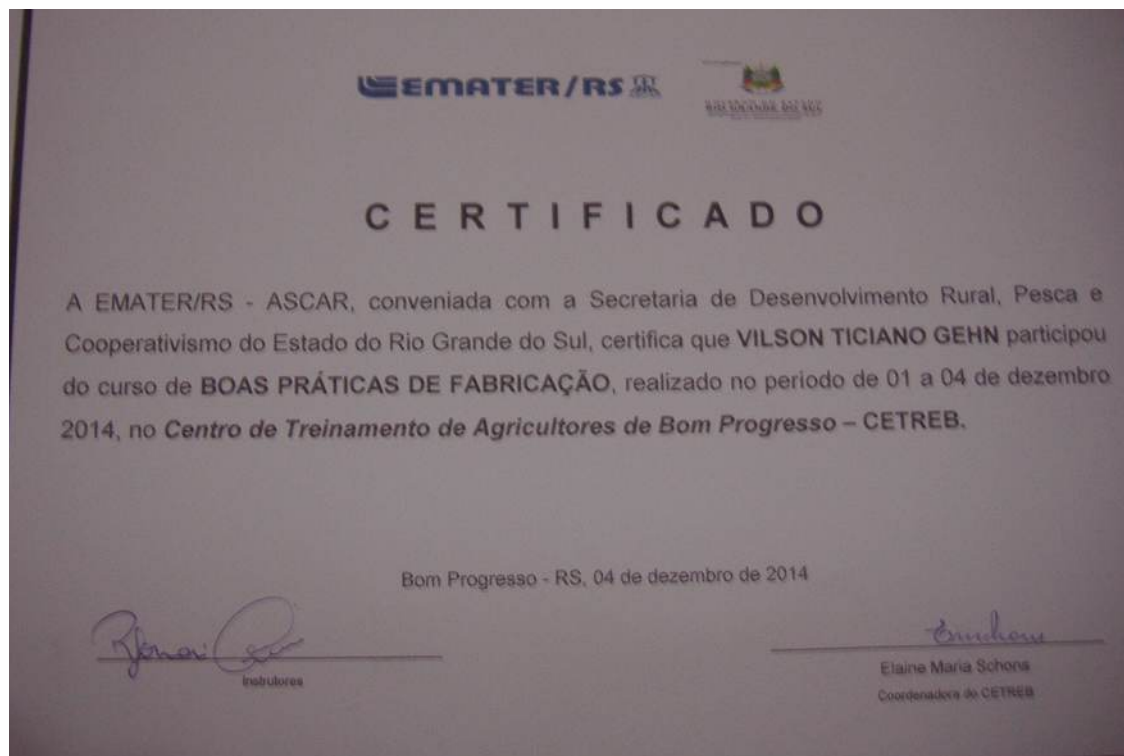 EMATER/RS
CERTIFICADO
A EMATER/RS - ASCAR, conveniada com a Secretaria de Desenvolvimento Rural, Pesca e
Cooperativismo do Estado do Rio Grande do Sul, certifica que VILSON TICIANO GEHN participou
do curso de BOAS PRÁTICAS DE FABRICAÇÃO, realizado no periodo de 01 a 04 de dezembro
2014, no Centro de Treinamento de Agricultores de Bom Progresso – CETREB.
Bom Progresso - RS, 04 de dezembro de 2014
Instrutores
Elaine Maria Schons
Coordenadora do CETREB